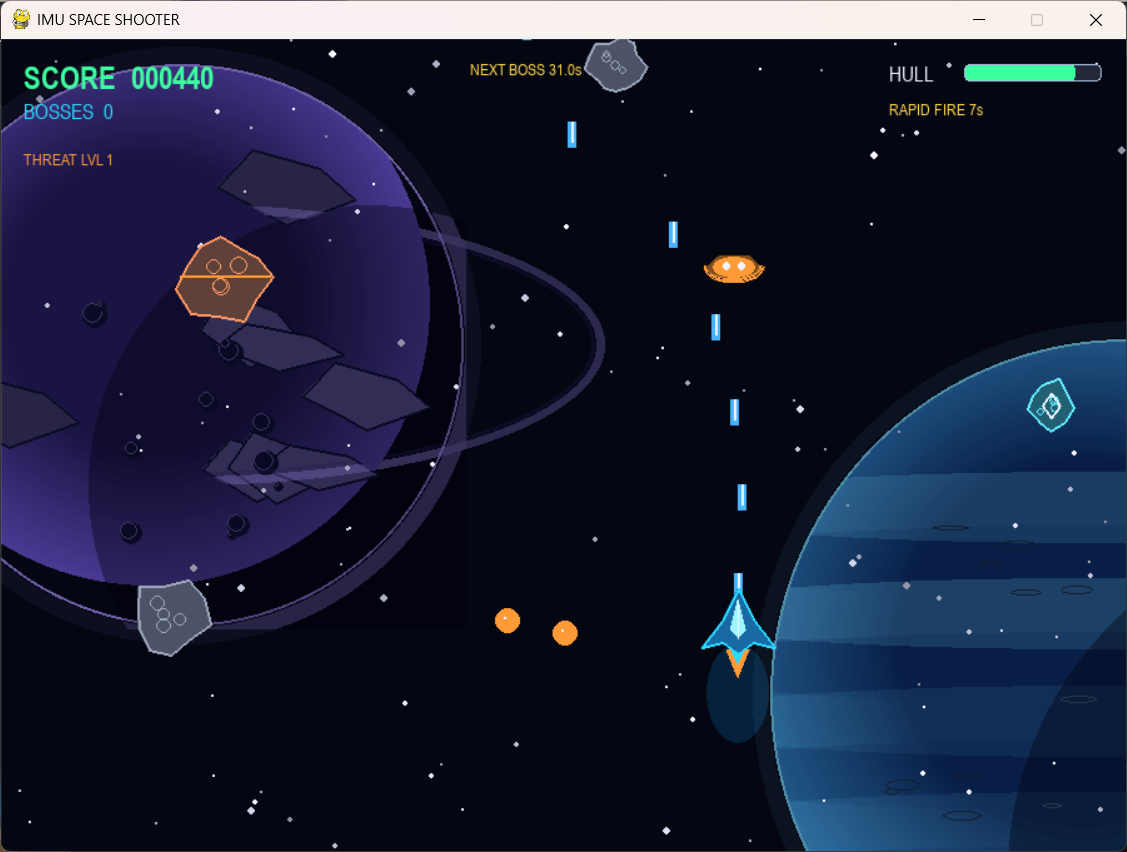 IMU SPACE SHOOTER
SCORE 000440
NEXT BOSS 31.0s
HULL
BOSSES 0
RAPID FIRE 7s
THREAT LVL 1